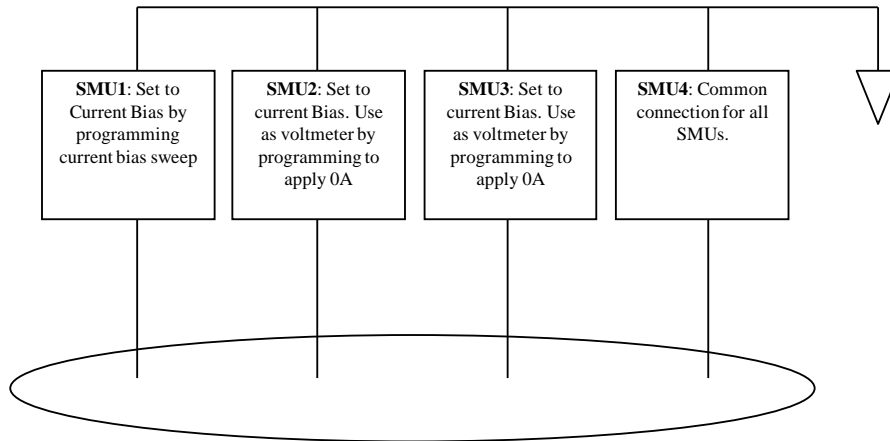 SMU1: Set to
Current Bias by
programming
current bias sweep
SMU2: Set to
current Bias. Use
as voltmeter by
programming to
apply 0A
SMU3: Set to
current Bias. Use
as voltmeter by
programming to
apply 0A
SMU4: Common
connection for all
SMUs.